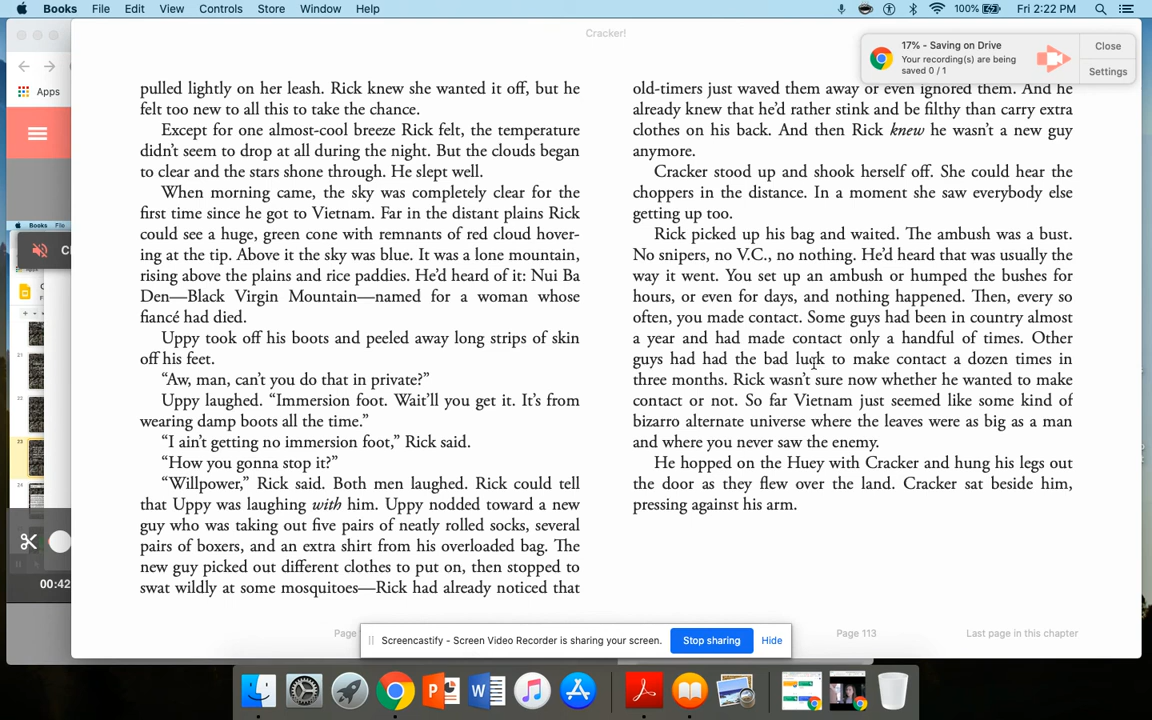 Books File Edit View Controls Store Window Help 100% Fri 2:22 PM
Cracker!
17% - Saving on Drive
Your recording(s) are being
saved 0 / 1
Close
Settings
Apps
pulled lightly on her leash. Rick knew she wanted it off, but he
felt too new to all this to take the chance.
Except for one almost-cool breeze Rick felt, the temperature
didn’t seem to drop at all during the night. But the clouds began
to clear and the stars shone through. He slept well.
When morning came, the sky was completely clear for the
first time since he got to Vietnam. Far in the distant plains Rick
could see a huge, green cone with remnants of red cloud hover-
ing at the tip. Above it the sky was blue. It was a lone mountain,
rising above the plains and rice paddies. He’d heard of it: Nui Ba
Den—Black Virgin Mountain—named for a woman whose
fiancé had died.
Uppy took off his boots and peeled away long strips of skin
off his feet.
“Aw, man, can’t you do that in private?”
Uppy laughed. “Immersion foot. Wait’ll you get it. It’s from
wearing damp boots all the time.”
“I ain’t getting no immersion foot,” Rick said.
“How you gonna stop it?”
“Willpower,” Rick said. Both men laughed. Rick could tell
that Uppy was laughing with him. Uppy nodded toward a new
guy who was taking out five pairs of neatly rolled socks, several
pairs of boxers, and an extra shirt from his overloaded bag. The
new guy picked out different clothes to put on, then stopped to
swat wildly at some mosquitoes—Rick had already noticed that
old-timers just waved them away or even ignored them. And he
already knew that he’d rather stink and be filthy than carry extra
clothes on his back. And then Rick knew he wasn’t a new guy
anymore.
Cracker stood up and shook herself off. She could hear the
choppers in the distance. In a moment she saw everybody else
getting up too.
Rick picked up his bag and waited. The ambush was a bust.
No snipers, no V.C., no nothing. He’d heard that was usually the
way it went. You set up an ambush or humped the bushes for
hours, or even for days, and nothing happened. Then, every so
often, you made contact. Some guys had been in country almost
a year and had made contact only a handful of times. Other
guys had had the bad luck to make contact a dozen times in
three months. Rick wasn’t sure now whether he wanted to make
contact or not. So far Vietnam just seemed like some kind of
bizarro alternate universe where the leaves were as big as a man
and where you never saw the enemy.
He hopped on the Huey with Cracker and hung his legs out
the door as they flew over the land. Cracker sat beside him,
pressing against his arm.
00:42
Page
Page 113
Last page in this chapter
Screencastify - Screen Video Recorder is sharing your screen.
Stop sharing
Hide